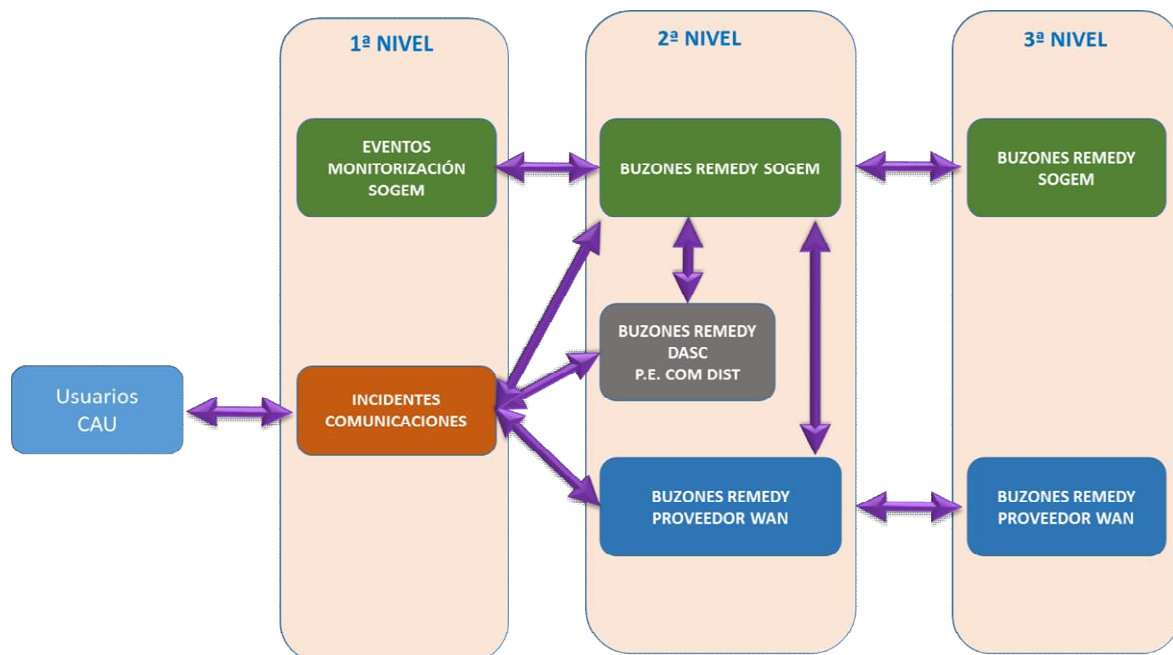 1ª NIVEL
2ª NIVEL
3ª NIVEL
EVENTOS
MONITORIZACIÓN
SOGEM
BUZONES REMEDY SOGEM
BUZONES REMEDY
SOGEM
BUZONES REMEDY
DASC
P.E. COM DIST
Usuarios
CAU
INCIDENTES
COMUNICACIONES
BUZONES REMEDY
PROVEEDOR WAN
BUZONES REMEDY
PROVEEDOR WAN